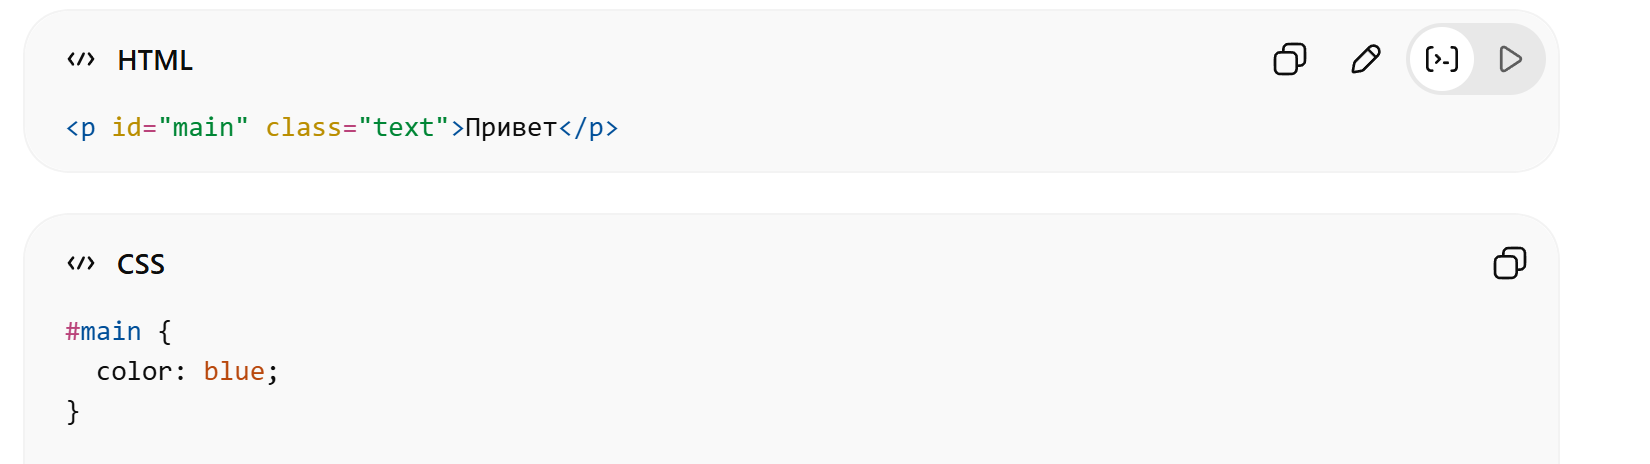 HTML
<p id="main" class="text">Привет</p>
CSS
#main {
  color: blue;
}